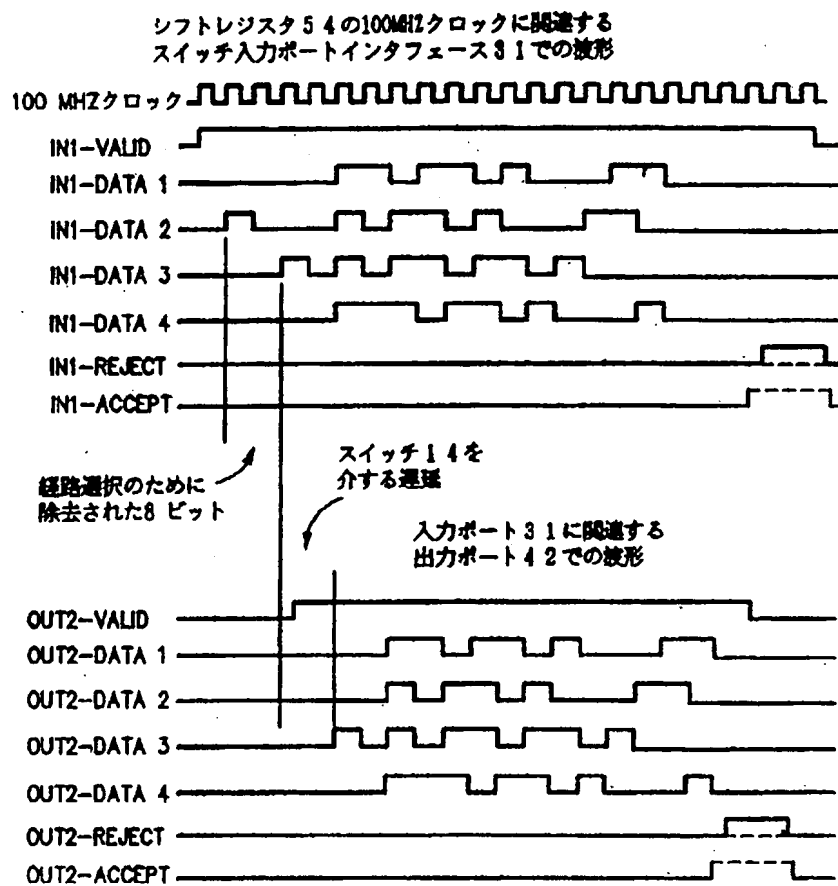 シフトレジスタ54の100MHZクロックに関連する
スイッチ入力ポートインタフェース31での波形
100 MHZクロック
IN1-VALID
IN1-DATA 1
IN1-DATA 2
IN1-DATA 3
IN1-DATA 4
IN1-REJECT
IN1-ACCEPT
経路選択のために
除去された8 ビット
スイッチ14を
介する遅延
入力ポート31に関連する
出力ポート42での波形
OUT2-VALID
OUT2-DATA 1
OUT2-DATA 2
OUT2-DATA 3
OUT2-DATA 4
OUT2-REJECT
OUT2-ACCEPT